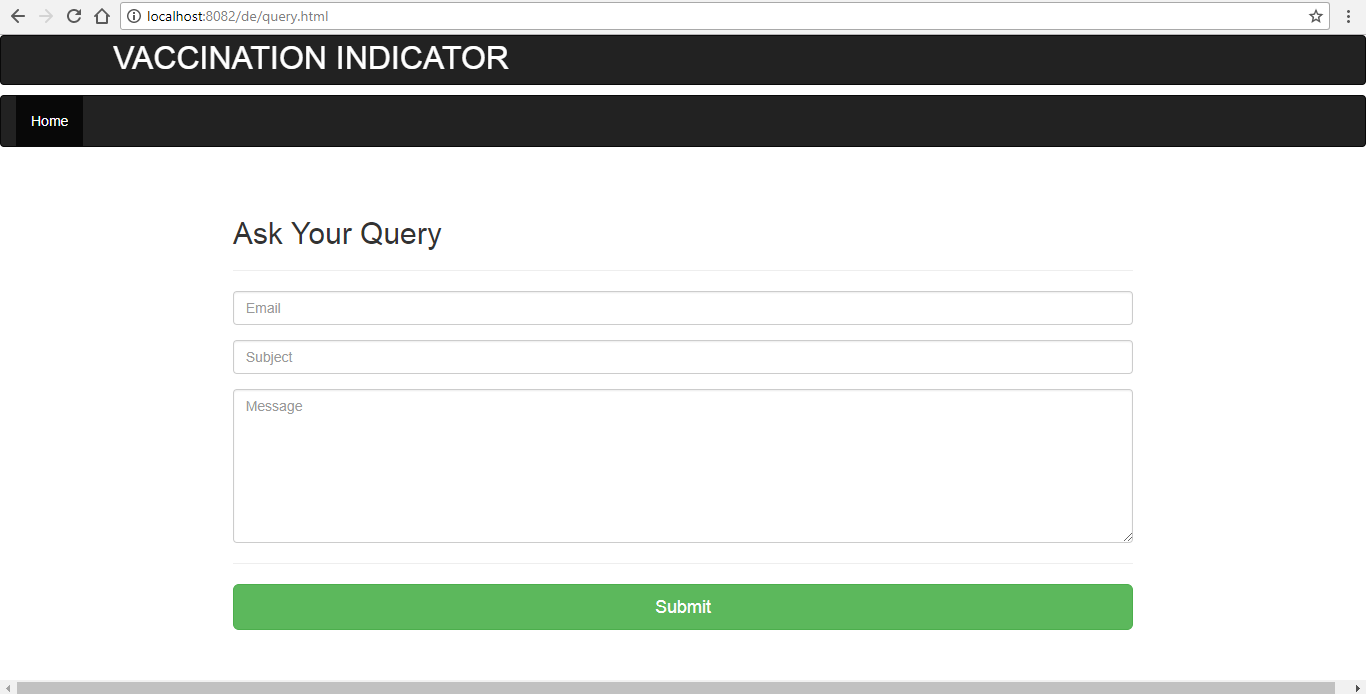 localhost:8082/de/query.html
VACCINATION INDICATOR
Home
Ask Your Query
Email
Subject
Message
Submit